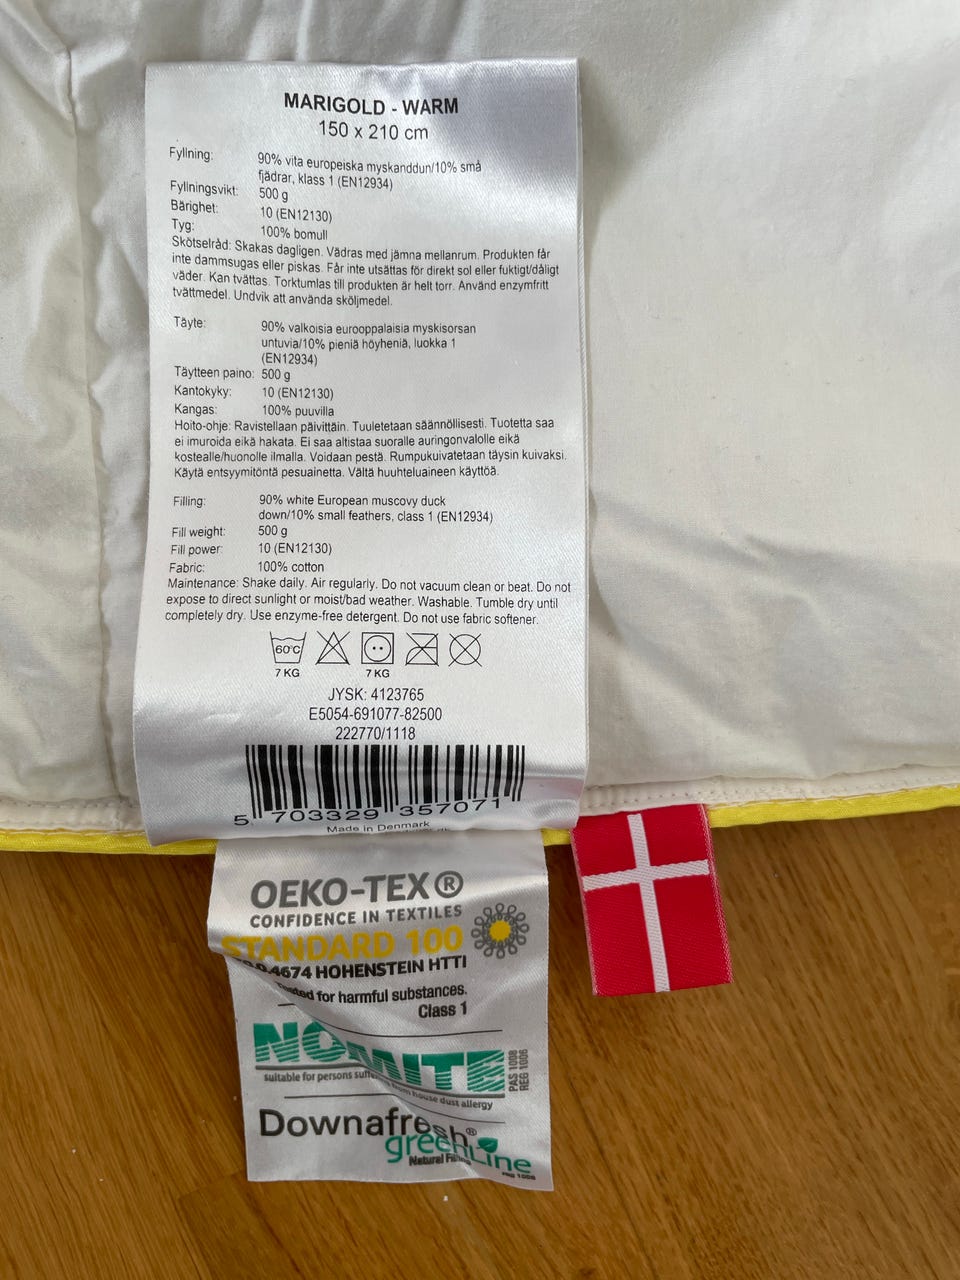 MARIGOLD - WARM
150 x 210 cm
Fyllning: 90% vita europeiska myskanddun/10% små
fjädrar, klass 1 (EN12934)
Fyllningsvikt: 500 g
Bärighet: 10 (EN12130)
Tyg: 100% bomull
Skötselråd: Skakas dagligen. Vädras med jämna mellanrum. Produkten får
inte dammsugas eller piskas. Får inte utsättas för direkt sol eller fuktigt/dåligt
väder. Kan tvättas. Torktumlas till produkten är helt torr. Använd enzymfritt
tvättmedel. Undvik att använda sköljmedel.
Täyte: 90% valkoisia eurooppalaisia myskisorsan
untuvia/10% pieniä höyheniä, luokka 1
(EN12934)
Täytteen paino: 500 g
Kantokyky: 10 (EN12130)
Kangas: 100% puuvilla
Hoito-ohje: Ravistellaan päivittäin. Tuuletetaan säännöllisesti. Tuotetta saa
ei imuroida eikä hakata. Ei saa altistaa suoralle auringonvalolle eikä
kostealle/huonolle ilmalla. Voidaan pestä. Rumpukuivatetaan täysin kuivaksi.
Käytä entsyymitöntä pesuainetta. Vältä huuhteluaineen käyttöä.
Filling: 90% white European muscovy duck
down/10% small feathers, class 1 (EN12934)
Fill weight: 500 g
Fill power: 10 (EN12130)
Fabric: 100% cotton
Maintenance: Shake daily. Air regularly. Do not vacuum clean or beat. Do not
expose to direct sunlight or moist/bad weather. Washable. Tumble dry until
completely dry. Use enzyme-free detergent. Do not use fabric softener.
60°C
7 KG 7 KG
JYSK: 4123765
E5054-691077-82500
222770/1118
5 703329 357071
Made in Denmark
OEKO-TEX®
CONFIDENCE IN TEXTILES
STANDARD 100
4674 HOHENSTEIN HTTI
Tested for harmful substances.
Class 1
NOMITE
PAS 1008
REG 1006
suitable for persons suffering from house dust allergy
Downafresh®
greenLine
Natural
PAS 1008